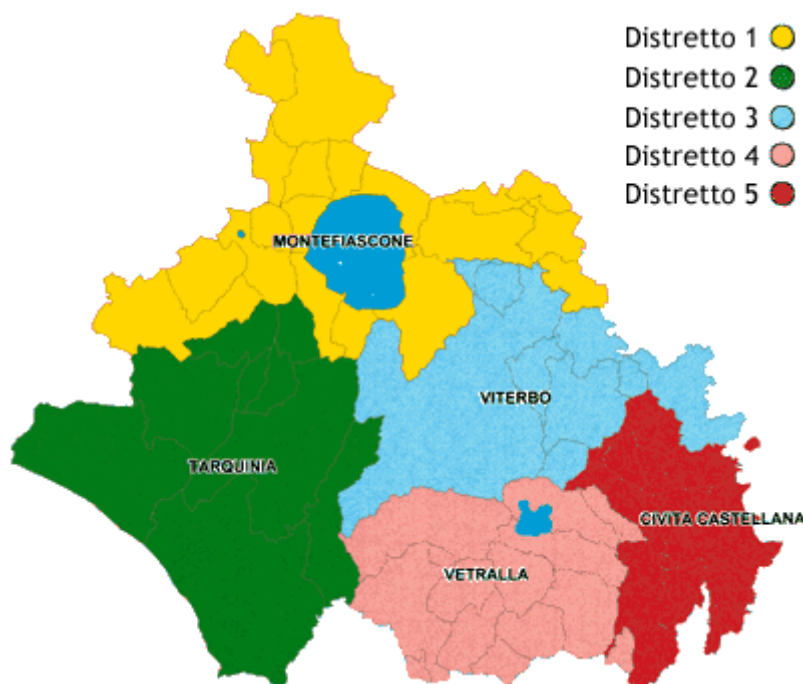 Distretto 1
Distretto 2
Distretto 3
Distretto 4
Distretto 5
MONTEFIASCONE
VITERBO
TARQUINIA
CIVITA CASTELLANA
VETRALLA